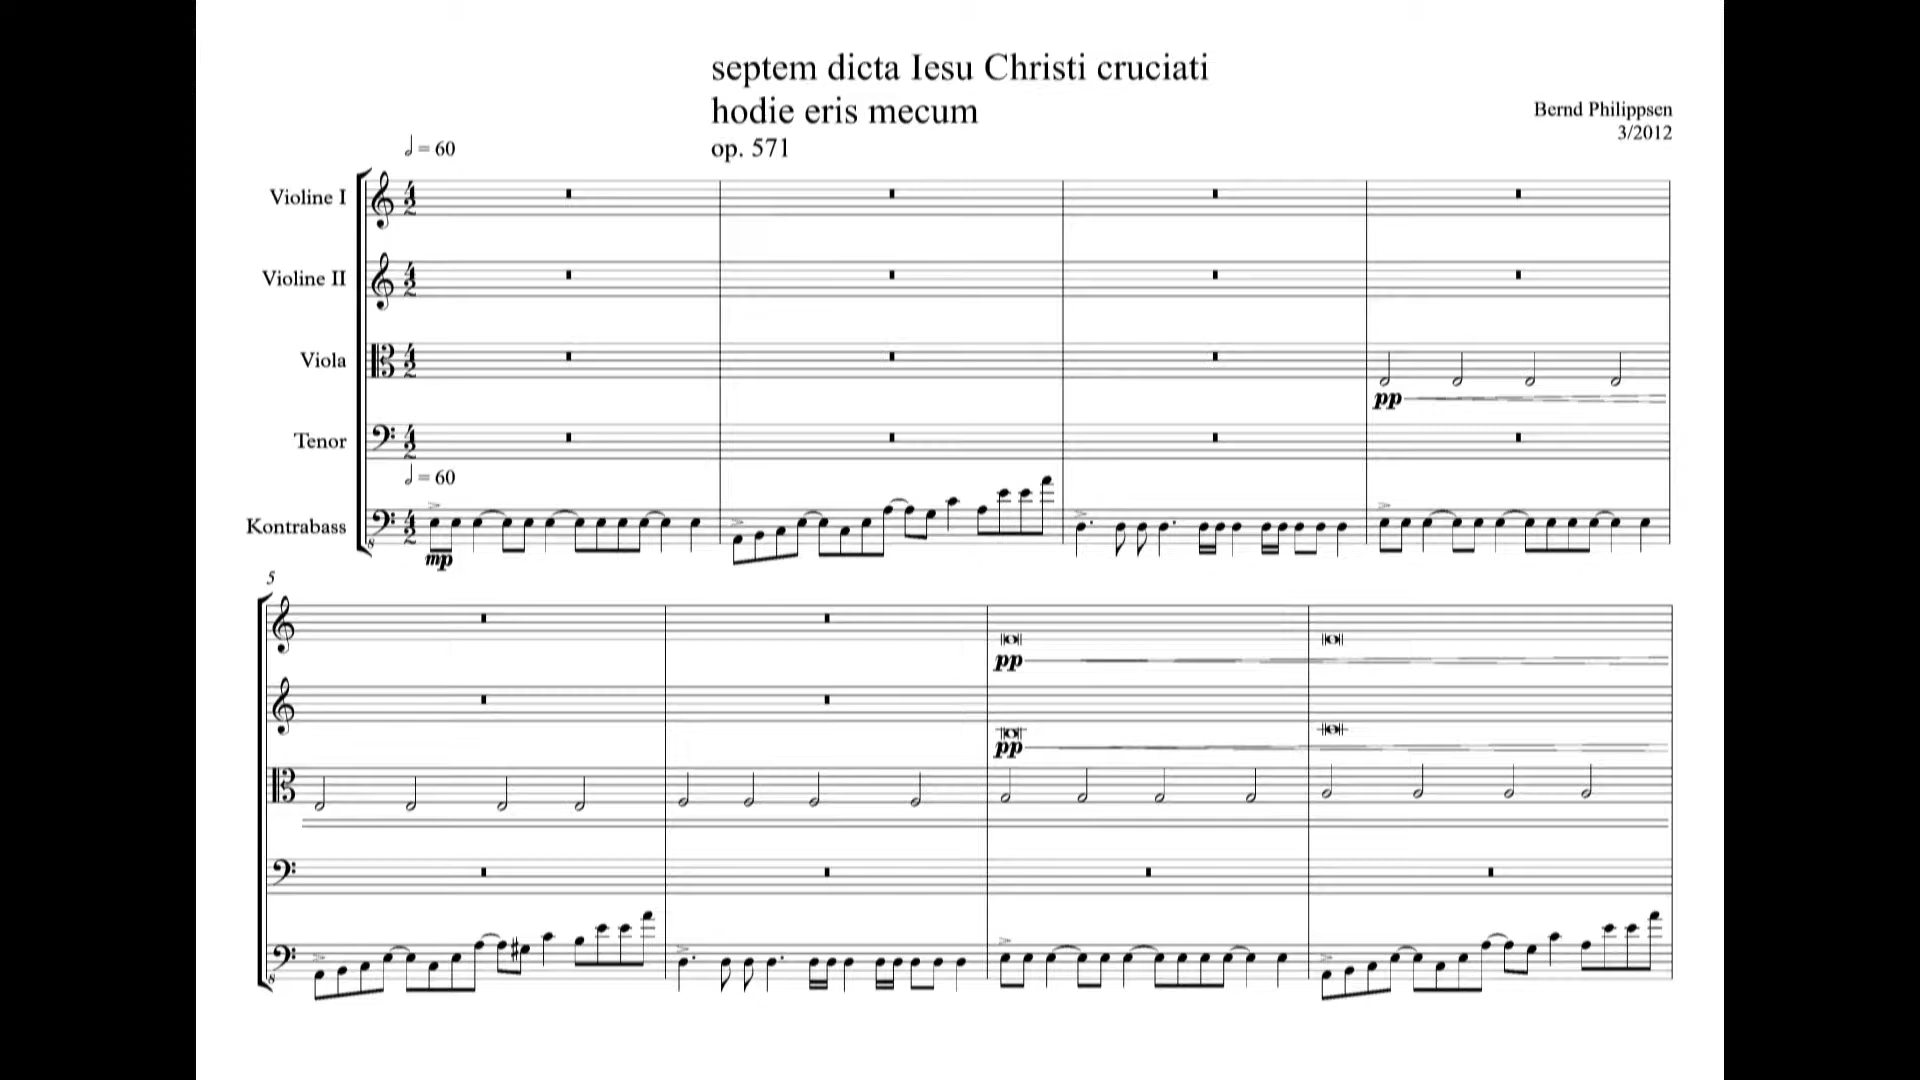 septem dicta Iesu Christi cruciati
hodie eris mecum
op. 571
Bernd Philippsen
3/2012
= 60
Violine I
Violine II
Viola
pp
Tenor
= 60
Kontrabass
mp
5
pp
pp